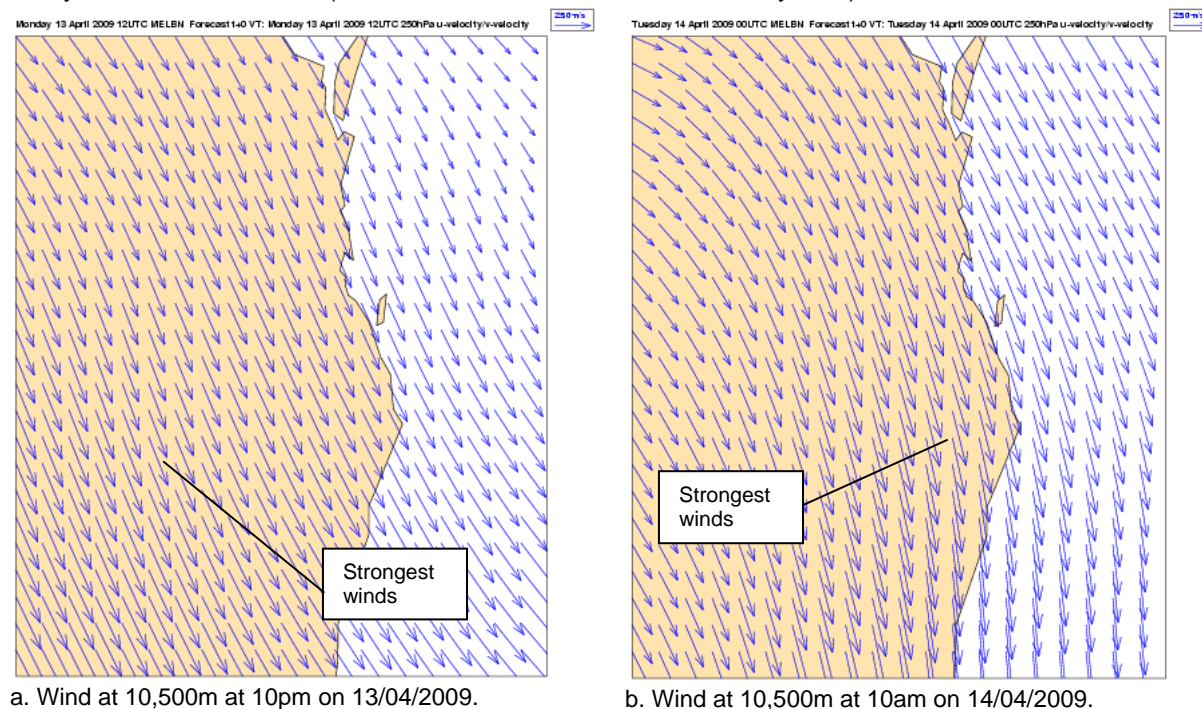 Monday 13 April 2009 12UTC MELBN Forecast t+0 VT: Monday 13 April 2009 12UTC 250hPa u-velocity/v-velocity
Tuesday 14 April 2009 00UTC MELBN Forecast t+0 VT: Tuesday 14 April 2009 00UTC 250hPa u-velocity/v-velocity
Strongest
winds
Strongest
winds
a. Wind at 10,500m at 10pm on 13/04/2009.
b. Wind at 10,500m at 10am on 14/04/2009.